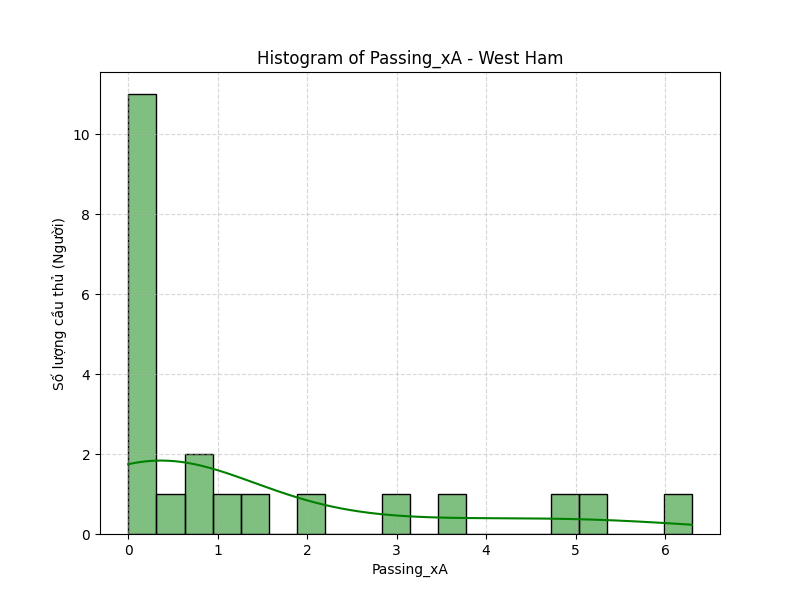 Histogram of Passing_xA - West Ham
Số lượng cầu thủ (Người)
10
8
6
4
2
0
0 1 2 3 4 5 6
Passing_xA